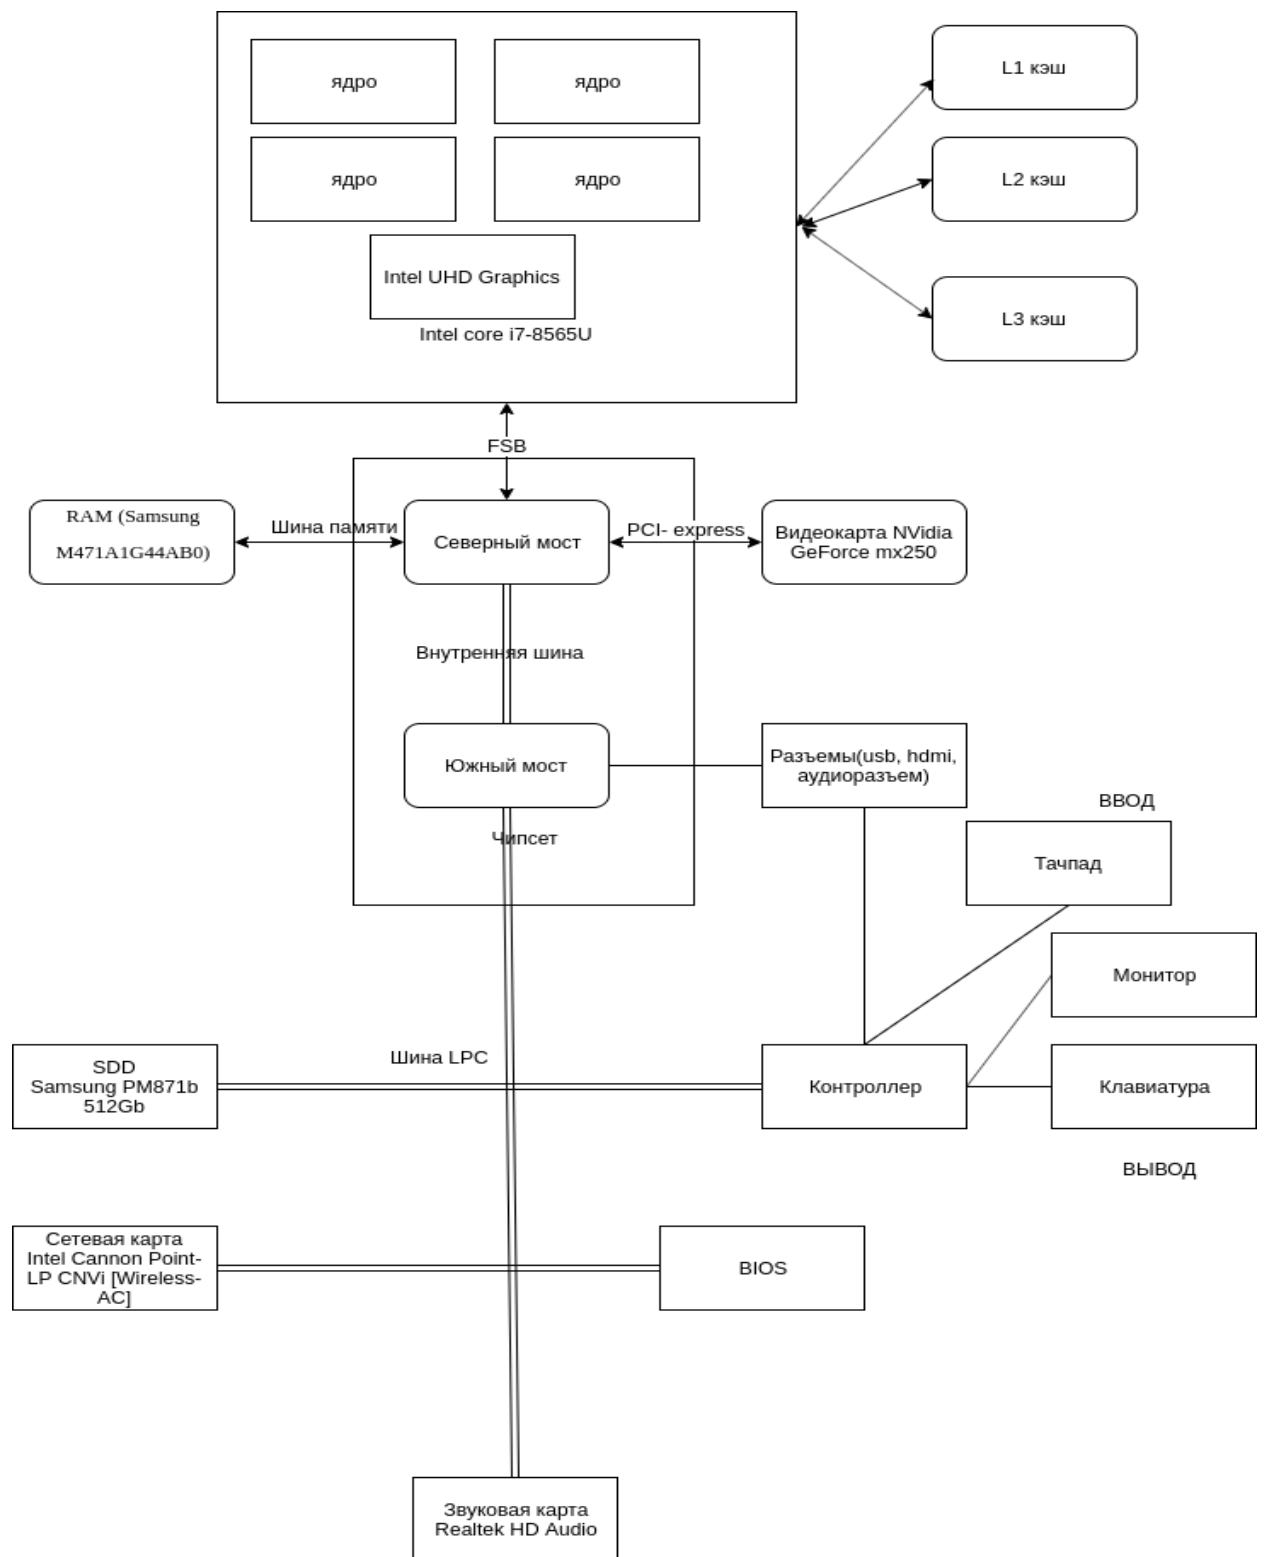 ядро
ядро
L1 кэш
ядро
ядро
L2 кэш
Intel UHD Graphics
L3 кэш
Intel core i7-8565U
FSB
RAM (Samsung
M471A1G44AB0)
Шина памяти
Северный мост
PCI- express
Видеокарта NVidia
GeForce mx250
Внутренняя шина
Южный мост
Разъемы(usb, hdmi,
аудиоразъем)
Чипсет
ВВОД
Тачпад
Монитор
SDD
Samsung PM871b
512Gb
Шина LPC
Контроллер
Клавиатура
ВЫВОД
Сетевая карта
Intel Cannon Point-
LP CNVi [Wireless-
AC]
BIOS
Звуковая карта
Realtek HD Audio